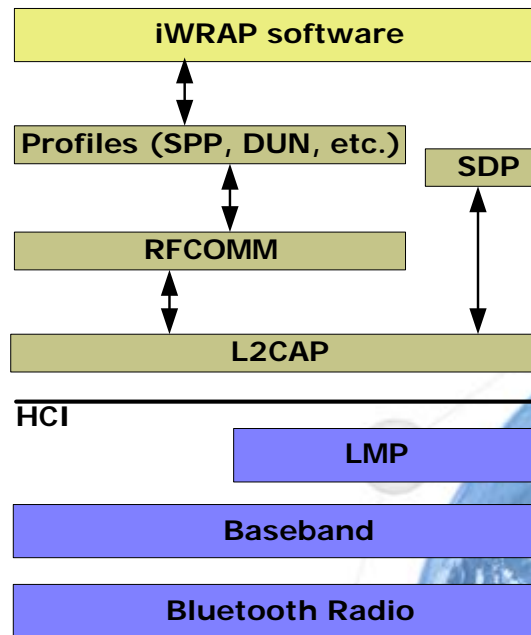 iWRAP software
Profiles (SPP, DUN, etc.)
SDP
RFCOMM
L2CAP
HCI
LMP
Baseband
Bluetooth Radio